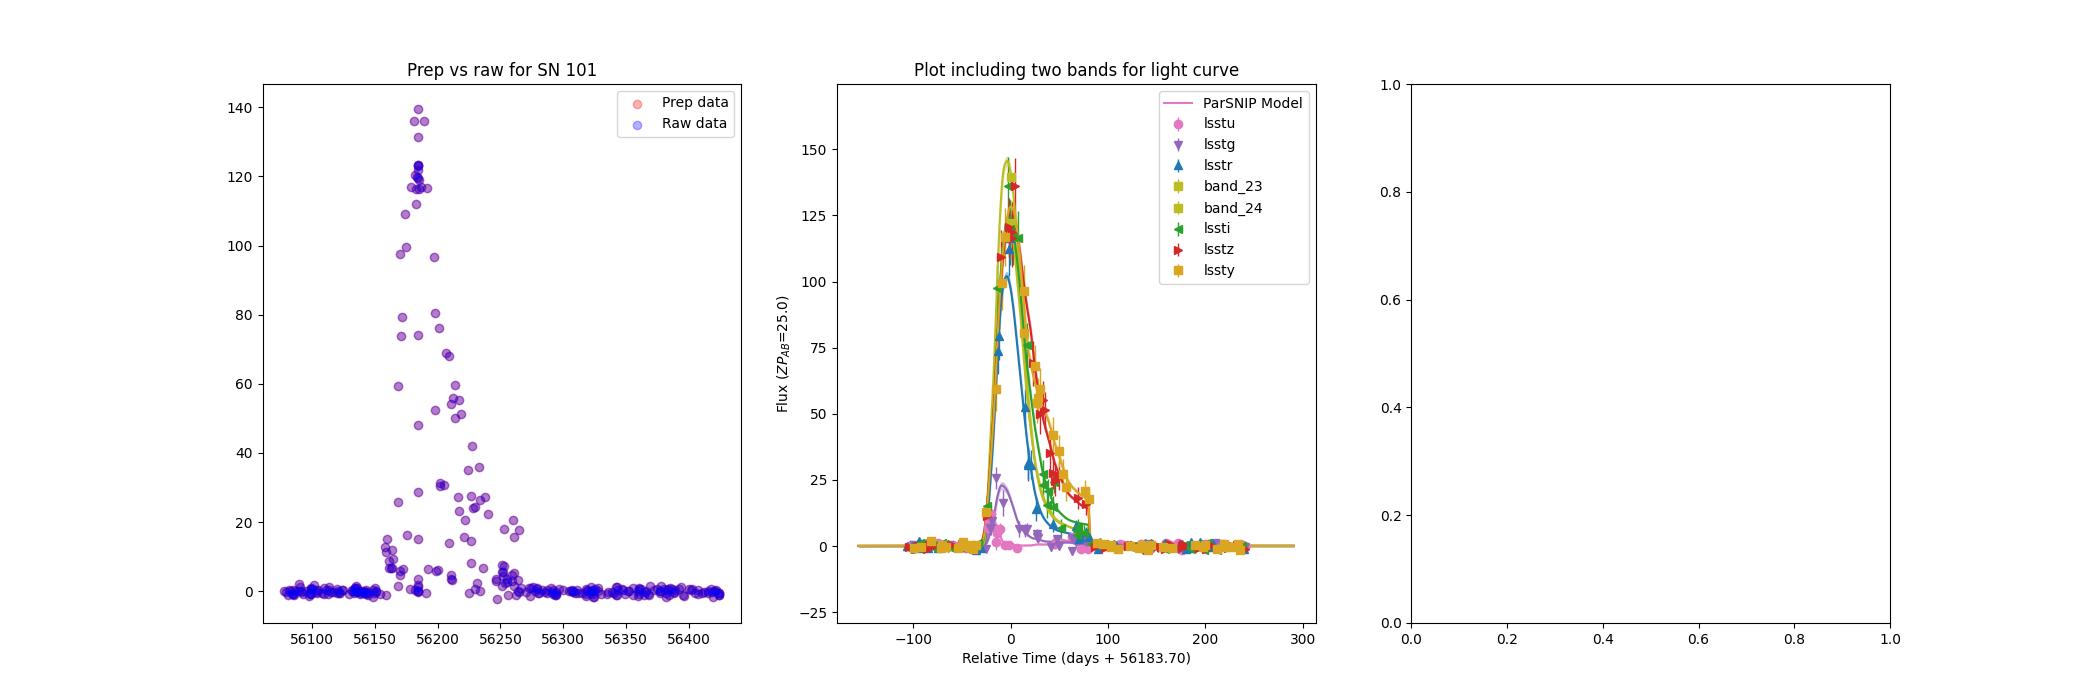 Prep vs raw for SN 101
140
120
100
80
60
40
20
0
56100 56150 56200 56250 56300 56350 56400
Prep data
Raw data
Plot including two bands for light curve
Flux (ZP_AB=25.0)
150
125
100
75
50
25
0
−25
−100 0 100 200 300
Relative Time (days + 56183.70)
ParSNIP Model
lsstu
lsstg
lsstr
band_23
band_24
lssti
lsstz
lssty
1.0
0.8
0.6
0.4
0.2
0.0
0.0 0.2 0.4 0.6 0.8 1.0